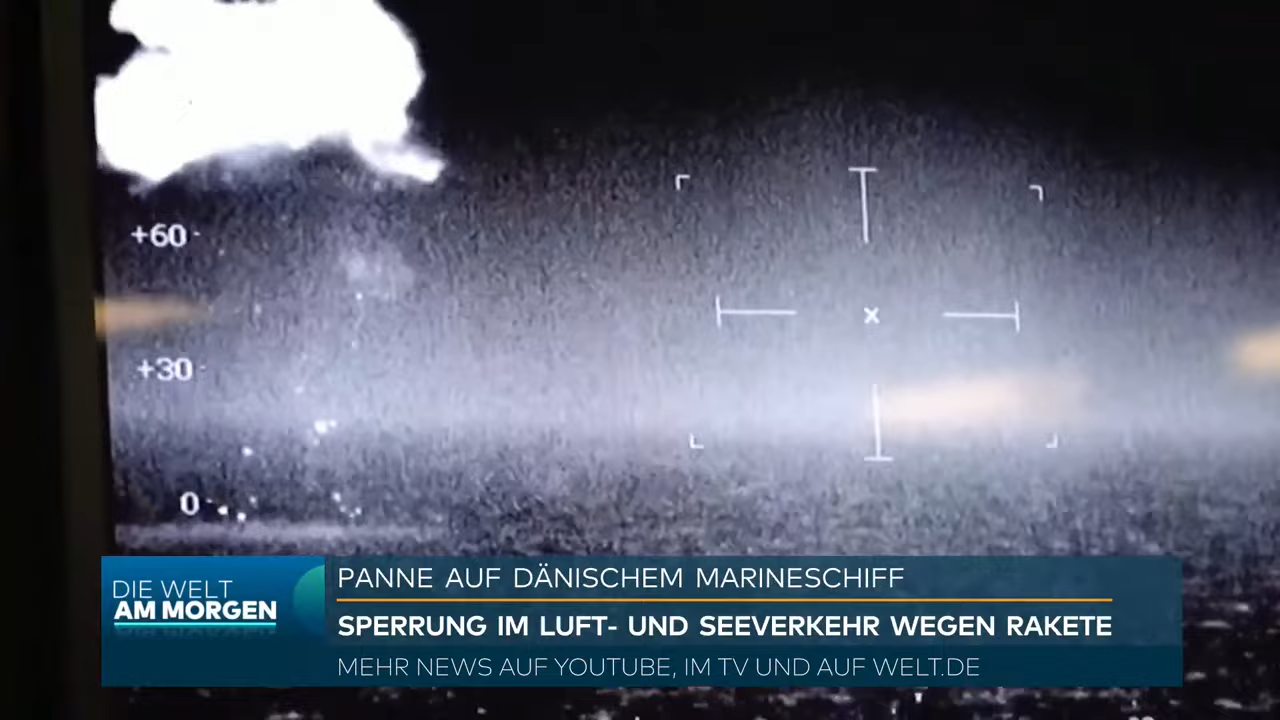 +60
+30
0
DIE WELT
AM MORGEN
PANNE AUF DÄNISCHEM MARINESCHIFF
SPERRUNG IM LUFT- UND SEEVERKEHR WEGEN RAKETE
MEHR NEWS AUF YOUTUBE, IM TV UND AUF WELT.DE